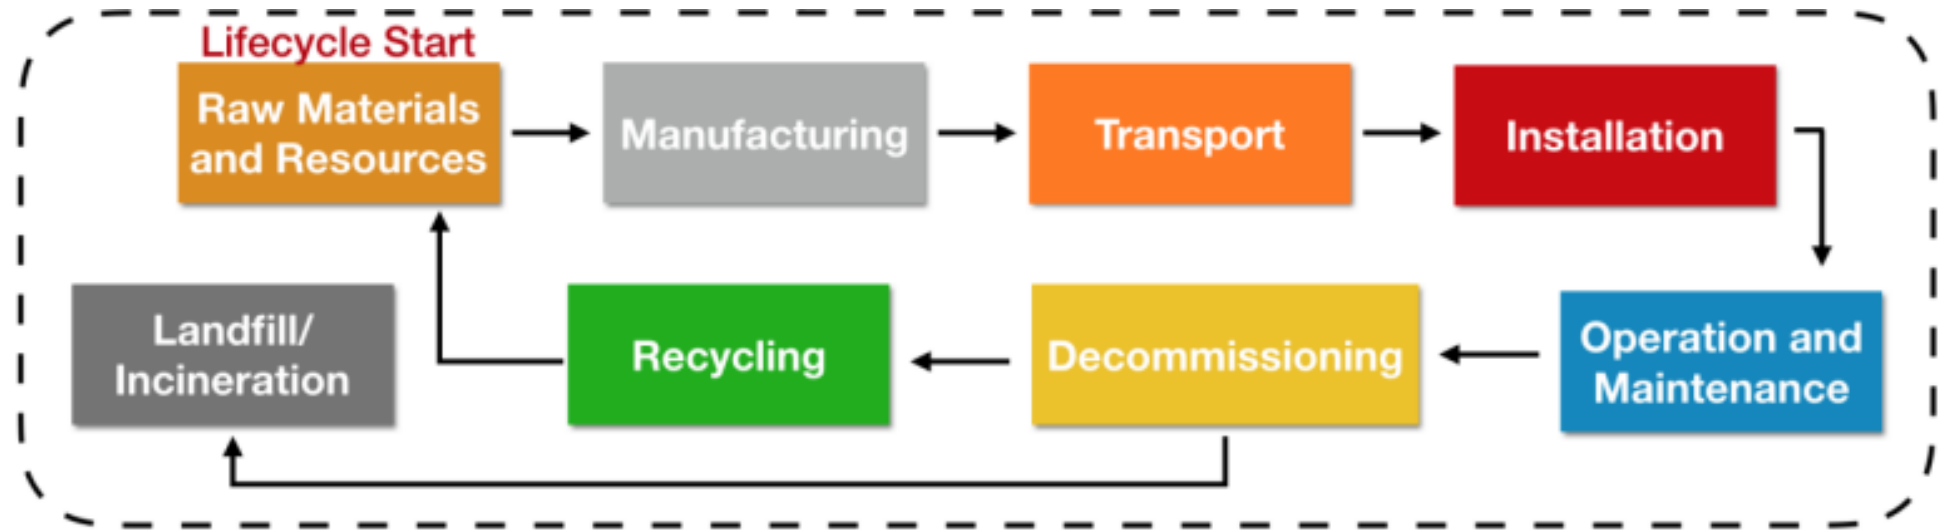 Lifecycle Start
Raw Materials
and Resources
Manufacturing
Transport
Installation
Landfill/
Incineration
Recycling
Decommissioning
Operation and
Maintenance